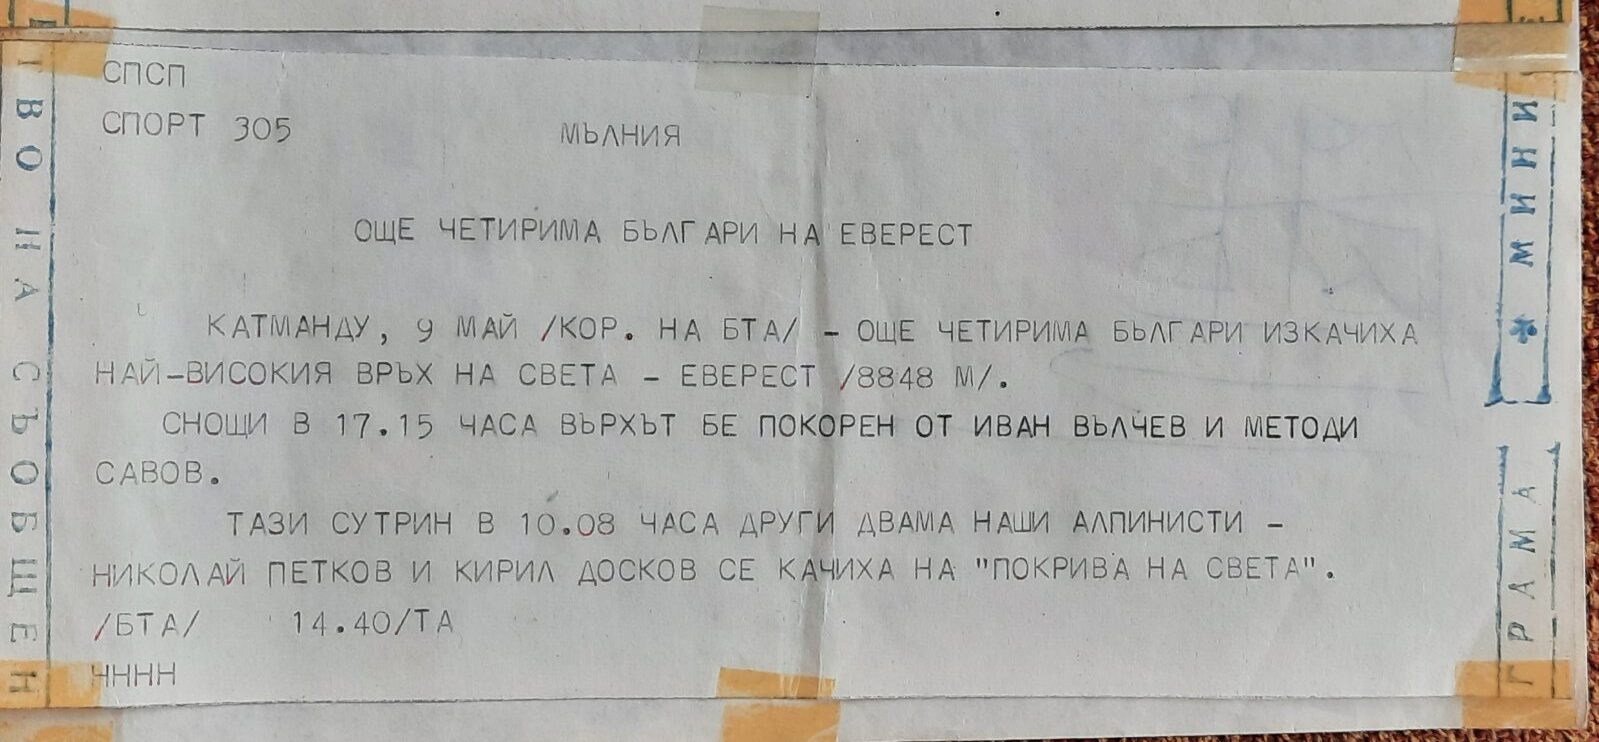 СПСП
СПОРТ 305 МЪЛНИЯ
ОЩЕ ЧЕТИРИМА БЪЛГАРИ НА ЕВЕРЕСТ
КАТМАНДУ, 9 МАЙ /КОР. НА БТА/ - ОЩЕ ЧЕТИРИМА БЪЛГАРИ ИЗКАЧИХА
НАЙ-ВИСОКИЯ ВРЪХ НА СВЕТА - ЕВЕРЕСТ /8848 М/.
СНОЩИ В 17.15 ЧАСА ВЪРХЪТ БЕ ПОКОРЕН ОТ ИВАН ВЪЛЧЕВ И МЕТОДИ
САВОВ.
ТАЗИ СУТРИН В 10.08 ЧАСА ДРУГИ ДВАМА НАШИ АЛПИНИСТИ -
НИКОЛАЙ ПЕТКОВ И КИРИЛ ДОСКОВ СЕ КАЧИХА НА "ПОКРИВА НА СВЕТА".
/БТА/ 14.40/ТА
НННН
ТВО НА СЪОБЩЕН
ГРАМА * МИНИ